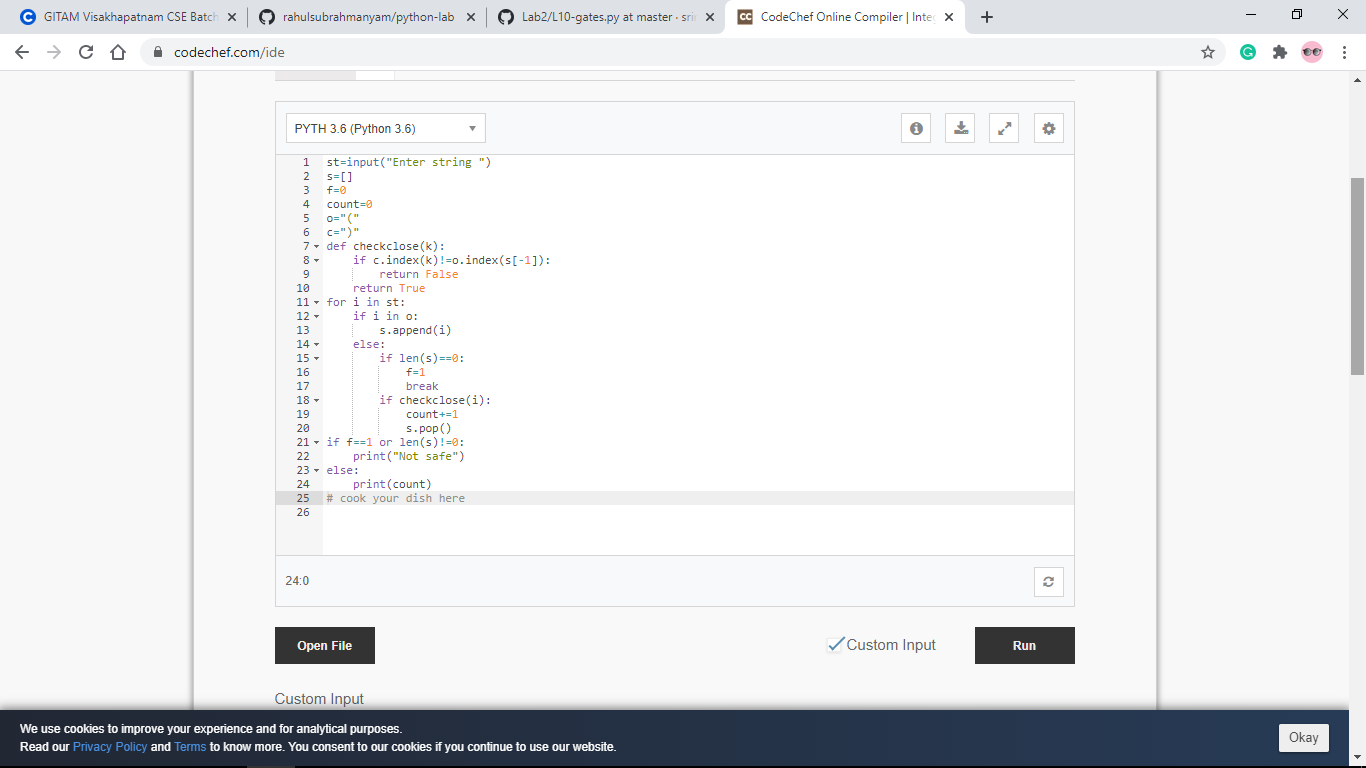 GITAM Visakhapatnam CSE Batch
rahulsubrahmanyam/python-lab
Lab2/L10-gates.py at master · sri
CodeChef Online Compiler | Inte
codechef.com/ide
PYTH 3.6 (Python 3.6)
1 st=input("Enter string ")
2 s=[]
3 f=0
4 count=0
5 o="("
6 c=")"
7 def checkclose(k):
8     if c.index(k)!=o.index(s[-1]):
9         return False
10     return True
11 for i in st:
12     if i in o:
13         s.append(i)
14     else:
15         if len(s)==0:
16             f=1
17             break
18         if checkclose(i):
19             count+=1
20             s.pop()
21 if f==1 or len(s)!=0:
22     print("Not safe")
23 else:
24     print(count)
25 # cook your dish here
26
24:0
Open File
Custom Input
Run
Custom Input
We use cookies to improve your experience and for analytical purposes.
Read our Privacy Policy and Terms to know more. You consent to our cookies if you continue to use our website.
Okay